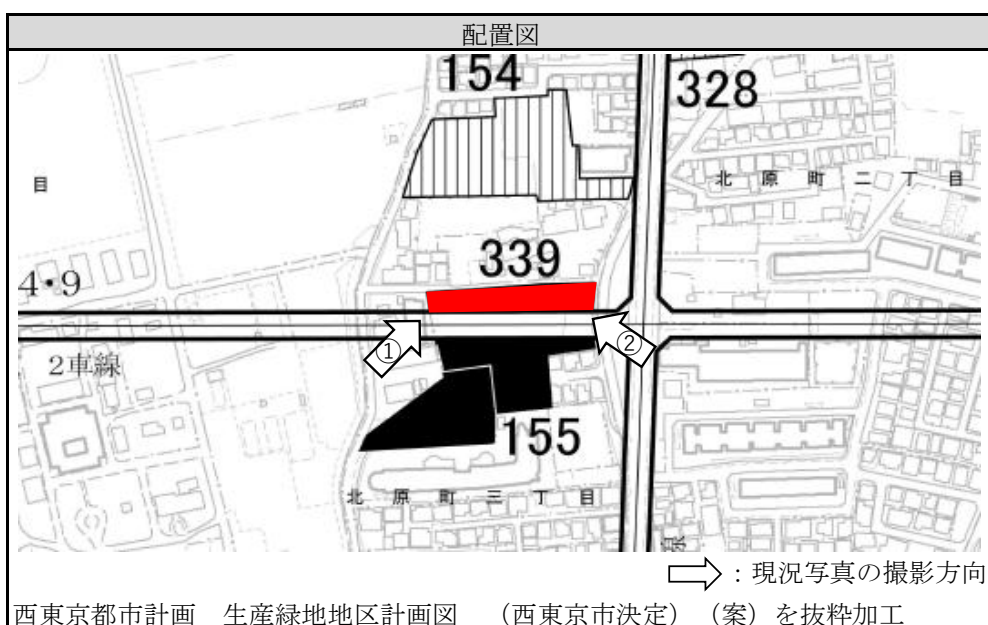 配置図
154
328
目
北原町二丁目
339
4・9
①
②
2車線
155
北原町三丁目
：現況写真の撮影方向
西東京都市計画　生産緑地地区計画図　（西東京市決定）（案）を抜粋加工